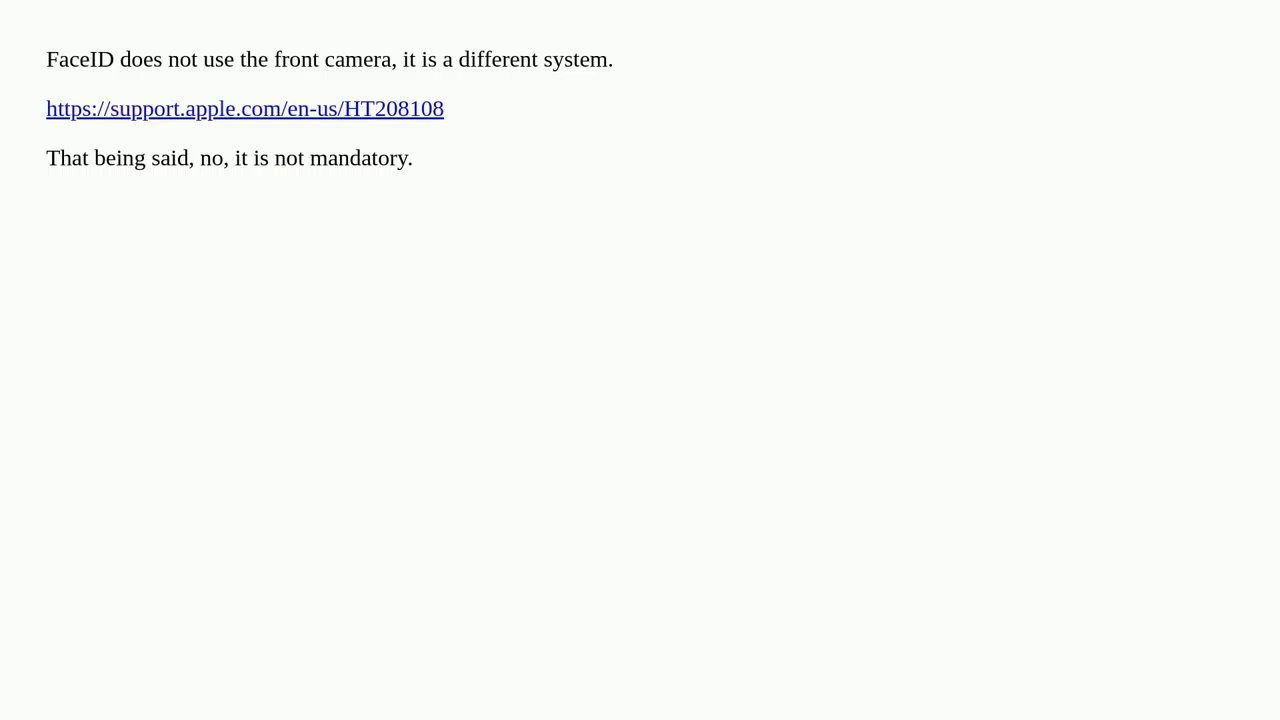 FaceID does not use the front camera, it is a different system.
https://support.apple.com/en-us/HT208108
That being said, no, it is not mandatory.